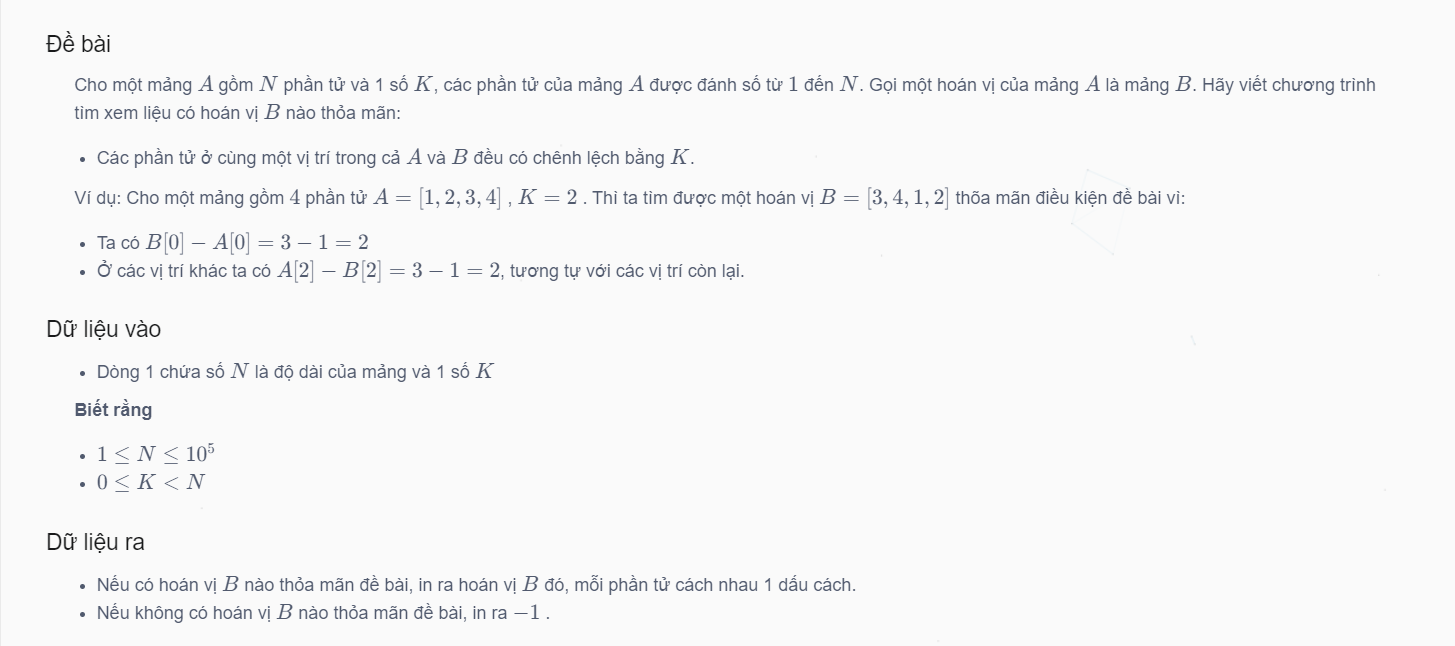 Đề bài
Cho một mảng A gồm N phần tử và 1 số K, các phần tử của mảng A được đánh số từ 1 đến N. Gọi một hoán vị của mảng A là mảng B. Hãy viết chương trình
tìm xem liệu có hoán vị B nào thỏa mãn:
• Các phần tử ở cùng một vị trí trong cả A và B đều có chênh lệch bằng K.
Ví dụ: Cho một mảng gồm 4 phần tử A = [1, 2, 3, 4] , K = 2 . Thì ta tìm được một hoán vị B = [3, 4, 1, 2] thõa mãn điều kiện đề bài vì:
• Ta có B[0] − A[0] = 3 − 1 = 2
• Ở các vị trí khác ta có A[2] − B[2] = 3 − 1 = 2, tương tự với các vị trí còn lại.
Dữ liệu vào
• Dòng 1 chứa số N là độ dài của mảng và 1 số K
Biết rằng
• 1 ≤ N ≤ 10⁵
• 0 ≤ K < N
Dữ liệu ra
• Nếu có hoán vị B nào thỏa mãn đề bài, in ra hoán vị B đó, mỗi phần tử cách nhau 1 dấu cách.
• Nếu không có hoán vị B nào thỏa mãn đề bài, in ra −1 .